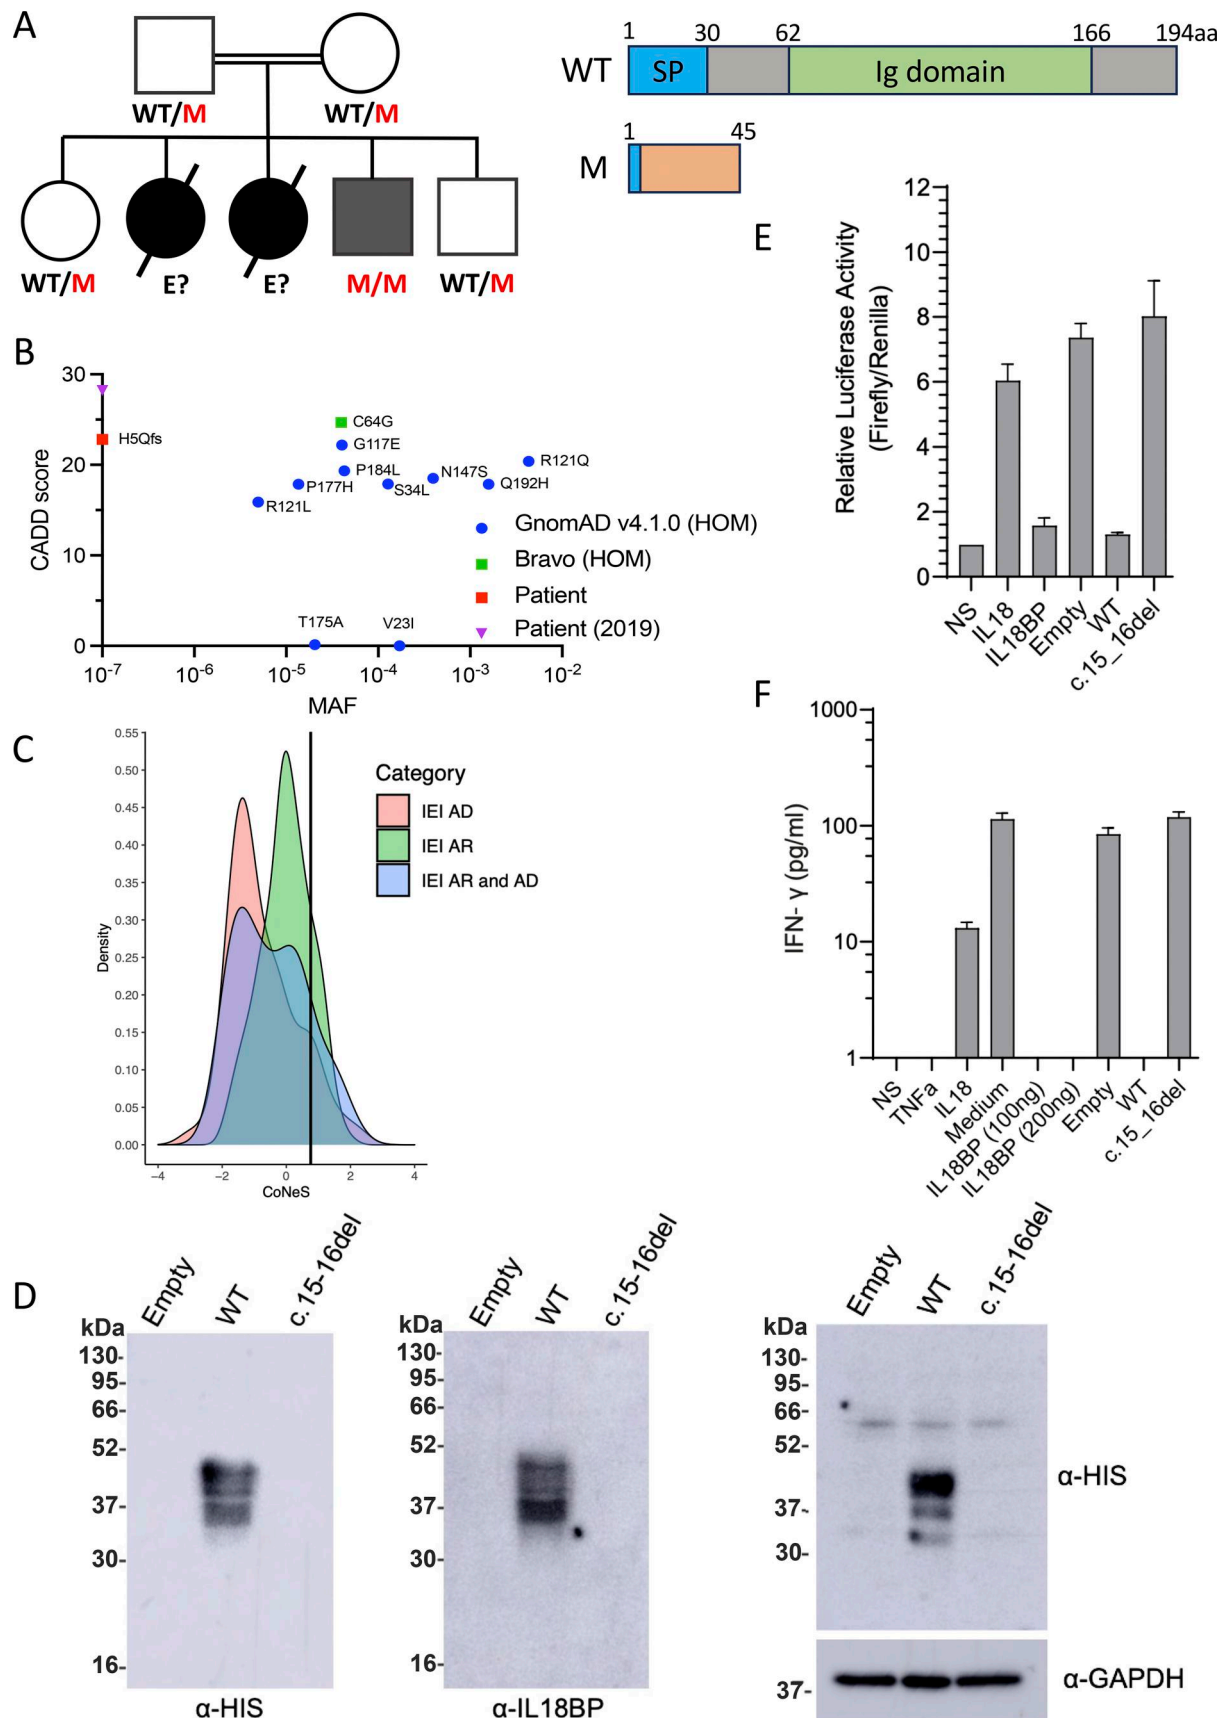 A
WT/M
WT/M
WT/M
E?
E?
M/M
WT/M
1 30 62 166 194aa
WT SP Ig domain
1 45
M
B
30
20
10
0
CADD score
10-7 10-6 10-5 10-4 10-3 10-2
MAF
H5Qfs
C64G
G117E
P184L
P177H
S34L
N147S
R121Q
Q192H
R121L
T175A
V23I
GnomAD v4.1.0 (HOM)
Bravo (HOM)
Patient
Patient (2019)
E
Relative Luciferase Activity
(Firefly/Renilla)
12
10
8
6
4
2
0
NS
IL18
IL18BP
Empty
WT
c.15_16del
C
0.55
0.50
0.45
0.40
0.35
0.30
0.25
0.20
0.15
0.10
0.05
0.00
Density
-4 -2 0 2 4
CoNeS
Category
IEI AD
IEI AR
IEI AR and AD
F
IFN- γ (pg/ml)
1000
100
10
1
NS
TNFa
IL18
Medium
IL18BP (100ng)
IL18BP (200ng)
Empty
WT
c.15_16del
D
Empty
WT
c.15-16del
kDa
130-
95-
66-
52-
37-
30-
16-
α-HIS
Empty
WT
c.15-16del
kDa
130-
95-
66-
52-
37-
30-
16-
α-IL18BP
Empty
WT
c.15-16del
kDa
130-
95-
66-
52-
37-
30-
α-HIS
37-
α-GAPDH